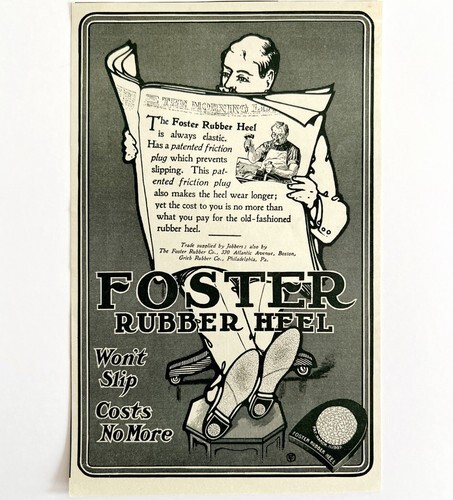 THE MORNING
The Foster Rubber Heel
is always elastic.
Has a patented friction
plug which prevents
slipping. This pat-
ented friction plug
also makes the heel wear longer;
yet the cost to you is no more than
what you pay for the old-fashioned
rubber heel.
Trade supplied by Jobbers; also by
The Foster Rubber Co., 370 Atlantic Avenue, Boston,
Grieb Rubber Co., Philadelphia, Pa.
FOSTER
RUBBER HEEL
Won't
Slip
Costs
No More
FOSTER RUBBER HEEL